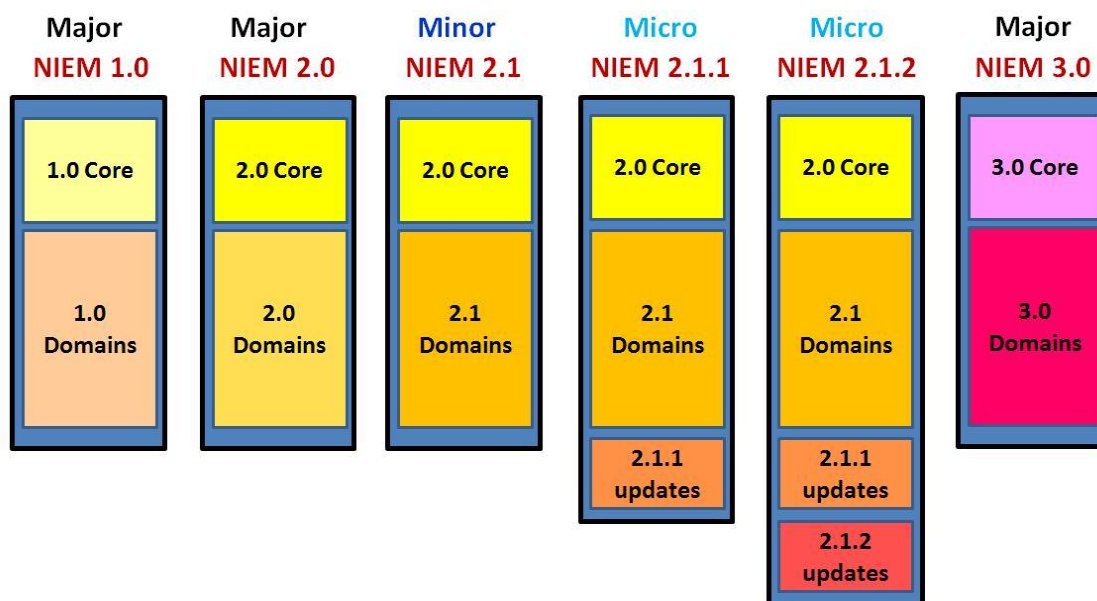 Major
NIEM 1.0
1.0 Core
1.0
Domains
Major
NIEM 2.0
2.0 Core
2.0
Domains
Minor
NIEM 2.1
2.0 Core
2.1
Domains
Micro
NIEM 2.1.1
2.0 Core
2.1
Domains
2.1.1
updates
Micro
NIEM 2.1.2
2.0 Core
2.1
Domains
2.1.1
updates
2.1.2
updates
Major
NIEM 3.0
3.0 Core
3.0
Domains